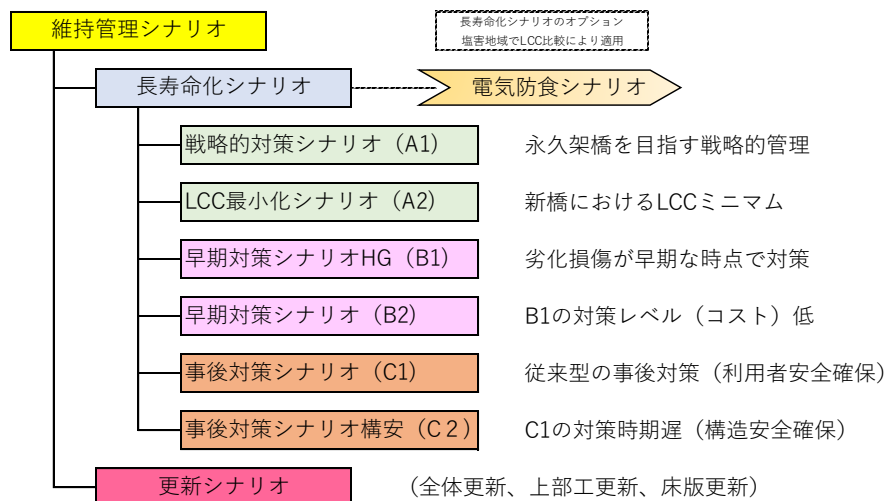 維持管理シナリオ
長寿命化シナリオのオプション
塩害地域でLCC比較により適用
長寿命化シナリオ
電気防食シナリオ
戦略的対策シナリオ（A1）
永久架橋を目指す戦略的管理
LCC最小化シナリオ（A2）
新橋におけるLCCミニマム
早期対策シナリオHG（B1）
劣化損傷が早期な時点で対策
早期対策シナリオ（B2）
B1の対策レベル（コスト）低
事後対策シナリオ（C1）
従来型の事後対策（利用者安全確保）
事後対策シナリオ構安（C２）
C1の対策時期遅（構造安全確保）
更新シナリオ
（全体更新、上部工更新、床版更新）